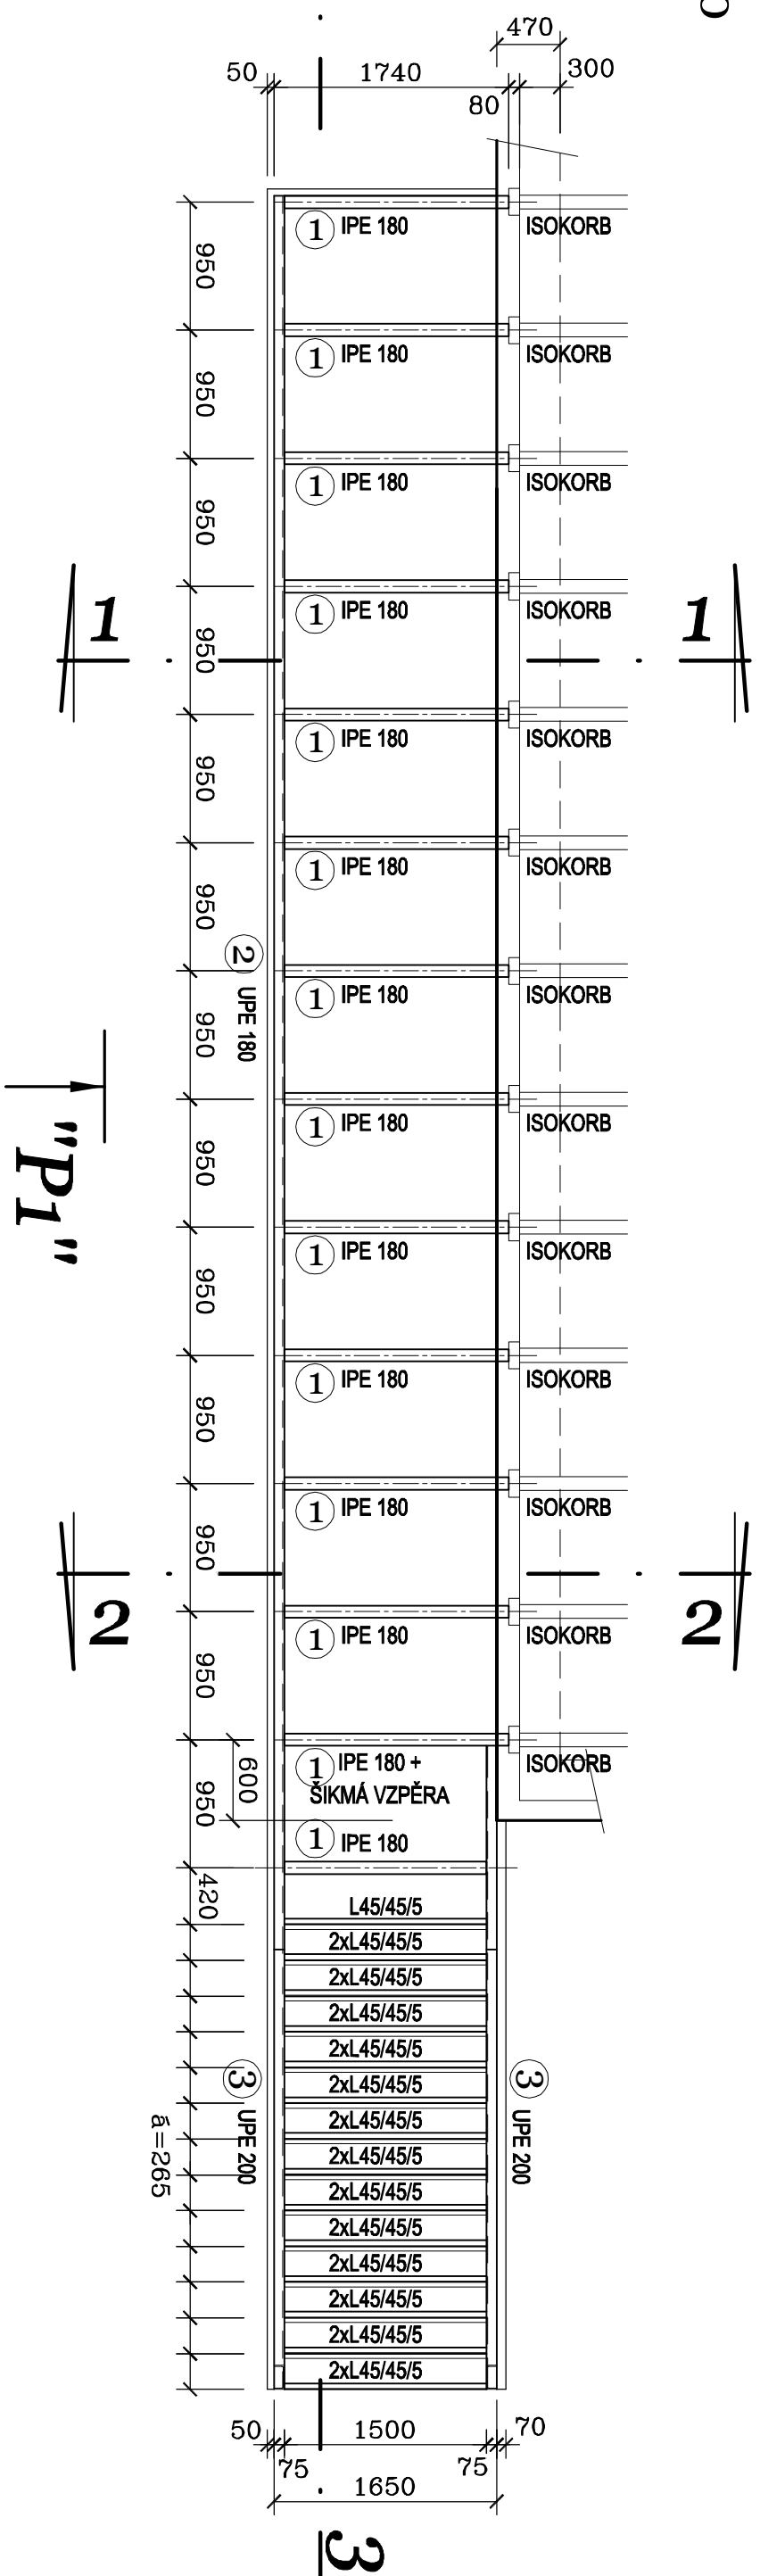 470
300
50
1740
80
1 IPE 180 ISOKORB
950
1 IPE 180 ISOKORB
950
1 IPE 180 ISOKORB
950
1 IPE 180 ISOKORB
1 1
950
1 IPE 180 ISOKORB
950
1 IPE 180 ISOKORB
950
2 UPE 180
1 IPE 180 ISOKORB
950
1 IPE 180 ISOKORB
"P1"
950
1 IPE 180 ISOKORB
950
1 IPE 180 ISOKORB
950
1 IPE 180 ISOKORB
950
2 2
1 IPE 180 ISOKORB
950
1 IPE 180 +
ŠIKMÁ VZPĚRA
ISOKORB
600
950
1 IPE 180
420
L45/45/5
2xL45/45/5
2xL45/45/5
2xL45/45/5
2xL45/45/5
2xL45/45/5
2xL45/45/5
2xL45/45/5
2xL45/45/5
2xL45/45/5
2xL45/45/5
2xL45/45/5
2xL45/45/5
2xL45/45/5
3 UPE 200
3 UPE 200
ā=265
50
1500
70
75
75
1650
3